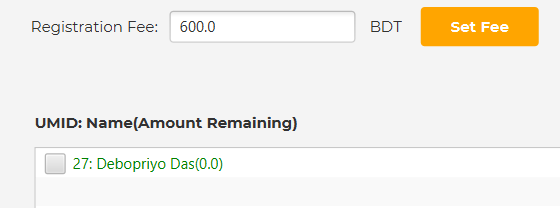 Registration Fee: 600.0 BDT Set Fee
UMID: Name(Amount Remaining)
27: Debopriyo Das(0.0)